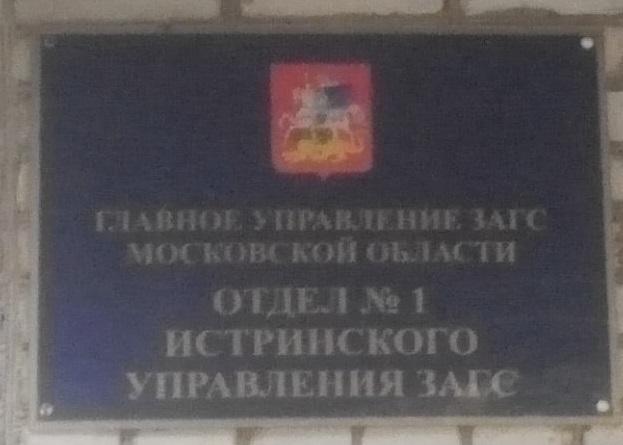 ГЛАВНОЕ УПРАВЛЕНИЕ ЗАГС
МОСКОВСКОЙ ОБЛАСТИ
ОТДЕЛ № 1
ИСТРИНСКОГО
УПРАВЛЕНИЯ ЗАГС